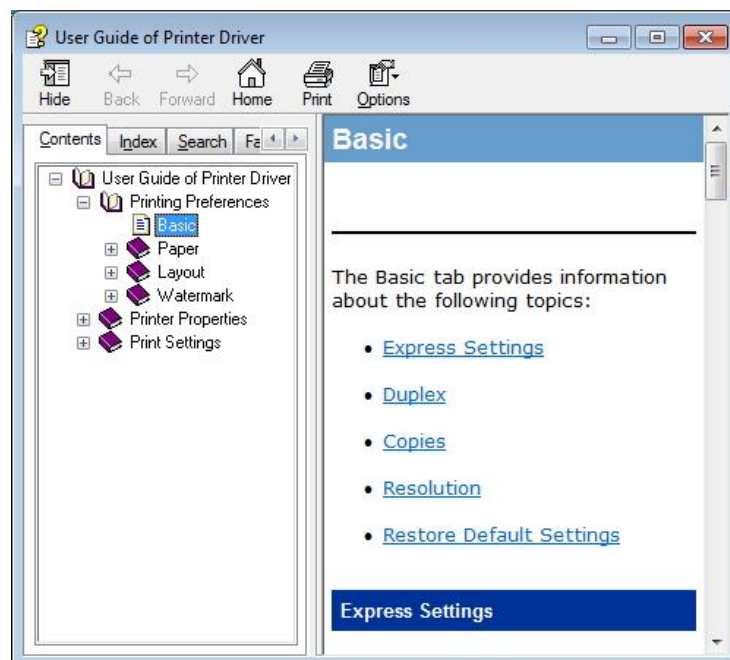 User Guide of Printer Driver
Hide Back Forward Home Print Options
Contents Index Search
User Guide of Printer Driver
Printing Preferences
Basic
Paper
Layout
Watermark
Printer Properties
Print Settings
Basic
The Basic tab provides information
about the following topics:
• Express Settings
• Duplex
• Copies
• Resolution
• Restore Default Settings
Express Settings